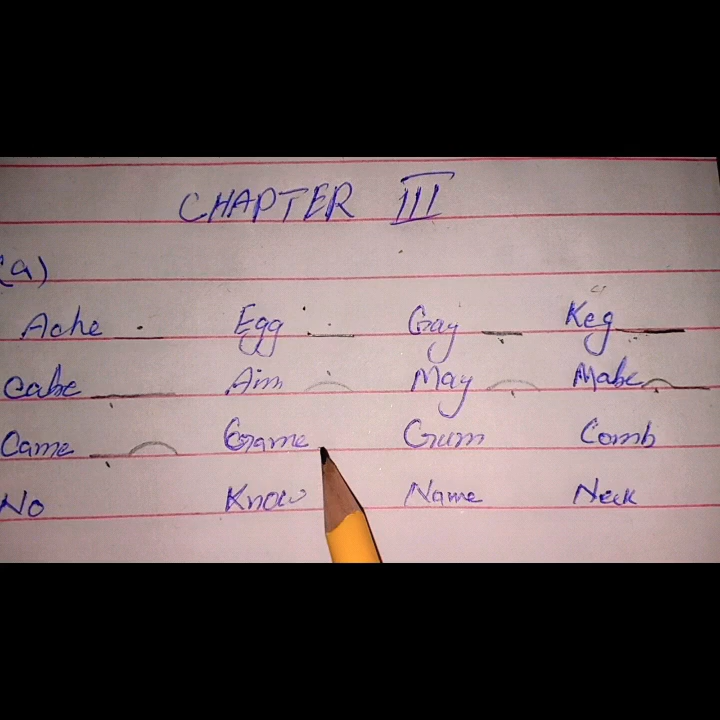 CHAPTER III
(a)
Ache Egg Gay Keg
Cake Aim May Make
Came Game Gum Comb
No Know Name Neck